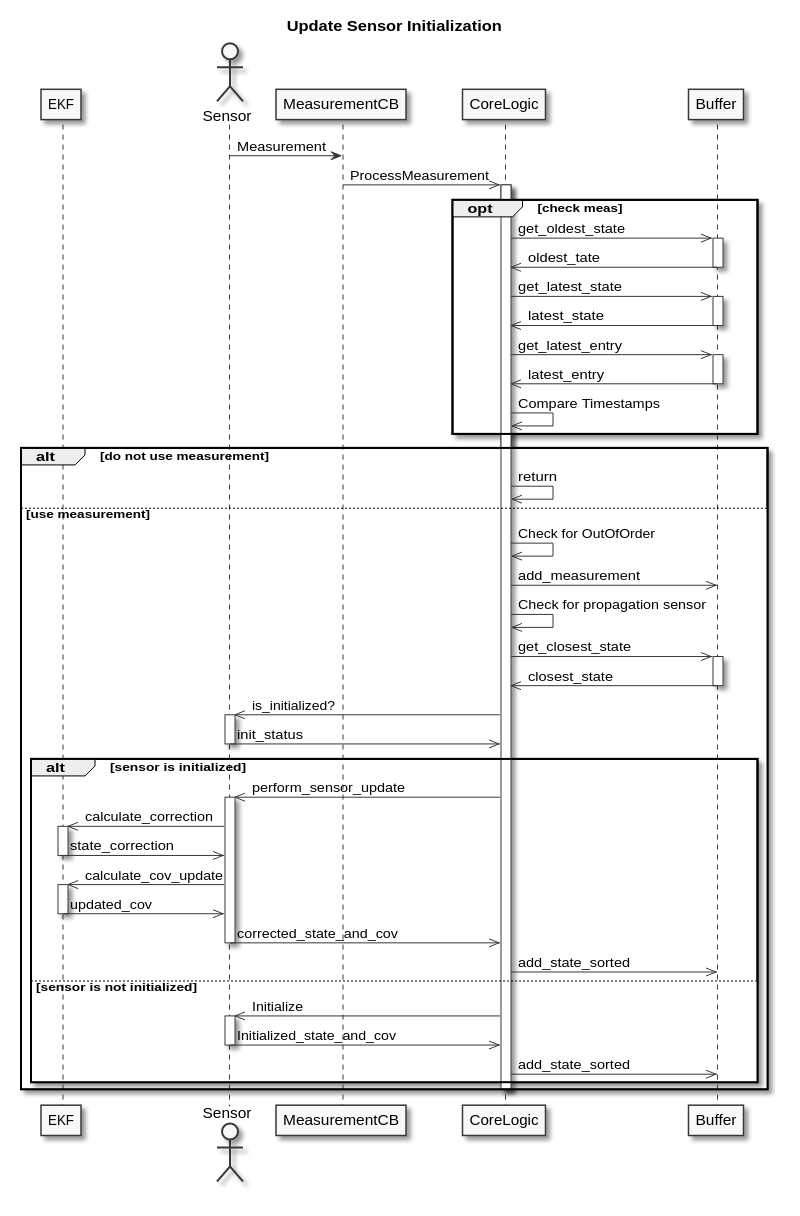 Update Sensor Initialization
EKF
Sensor
MeasurementCB
CoreLogic
Buffer
Measurement
ProcessMeasurement
opt
[check meas]
get_oldest_state
oldest_tate
get_latest_state
latest_state
get_latest_entry
latest_entry
Compare Timestamps
alt
[do not use measurement]
return
[use measurement]
Check for OutOfOrder
add_measurement
Check for propagation sensor
get_closest_state
closest_state
is_initialized?
init_status
alt
[sensor is initialized]
perform_sensor_update
calculate_correction
state_correction
calculate_cov_update
updated_cov
corrected_state_and_cov
add_state_sorted
[sensor is not initialized]
Initialize
Initialized_state_and_cov
add_state_sorted
EKF
Sensor
MeasurementCB
CoreLogic
Buffer